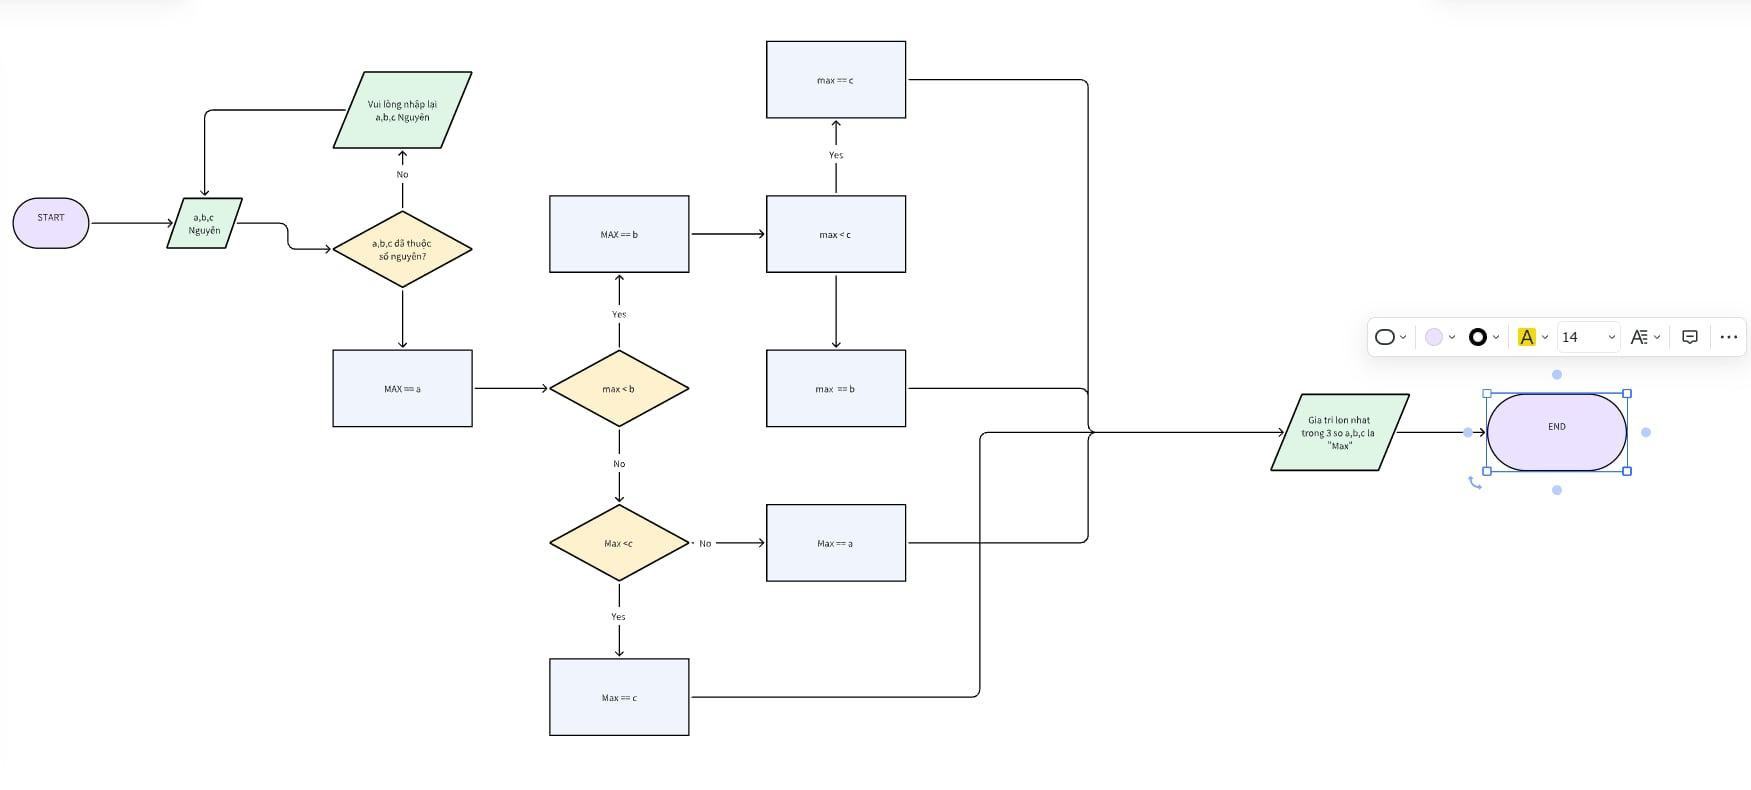 START
a,b,c
Nguyên
Vui lòng nhập lại
a,b,c Nguyên
No
a,b,c đã thuộc
số nguyên?
MAX == a
MAX == b
Yes
max < b
No
Max <c
Yes
Max == c
max == c
Yes
max < c
max == b
No
Max == a
Gia tri lon nhat
trong 3 so a,b,c la
"Max"
END
A
14
A